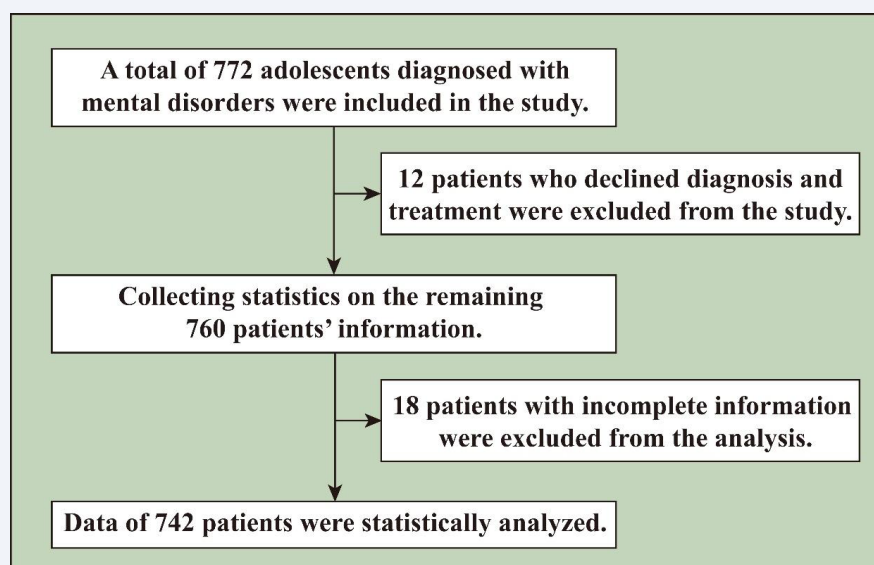 A total of 772 adolescents diagnosed with
mental disorders were included in the study.
12 patients who declined diagnosis and
treatment were excluded from the study.
Collecting statistics on the remaining
760 patients' information.
18 patients with incomplete information
were excluded from the analysis.
Data of 742 patients were statistically analyzed.